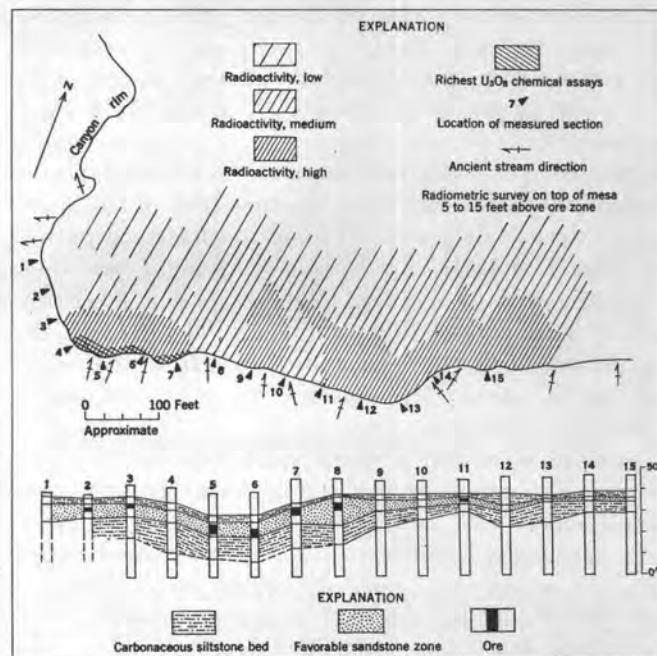 EXPLANATION
Radioactivity, low
Radioactivity, medium
Radioactivity, high
Richest U₃O₈ chemical assays
7
Location of measured section
Ancient stream direction
Radiometric survey on top of mesa
5 to 15 feet above ore zone
N
Canyon rim
1
2
3
4
5
6
7
8
9
10
11
12
13
14
15
0 100 Feet
Approximate
1 2 3 4 5 6 7 8 9 10 11 12 13 14 15
50
0
EXPLANATION
Carbonaceous siltstone bed
Favorable sandstone zone
Ore